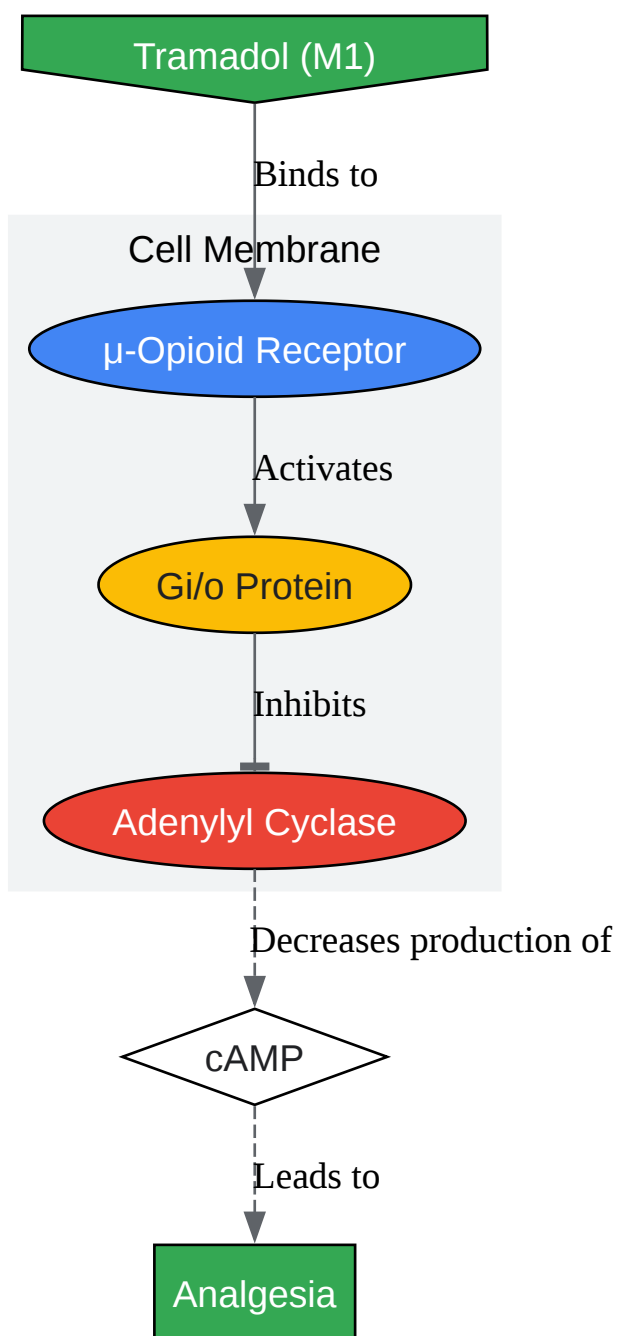 Tramadol (M1)
Binds to
Cell Membrane
μ-Opioid Receptor
Activates
Gi/o Protein
Inhibits
Adenylyl Cyclase
Decreases production of
cAMP
Leads to
Analgesia